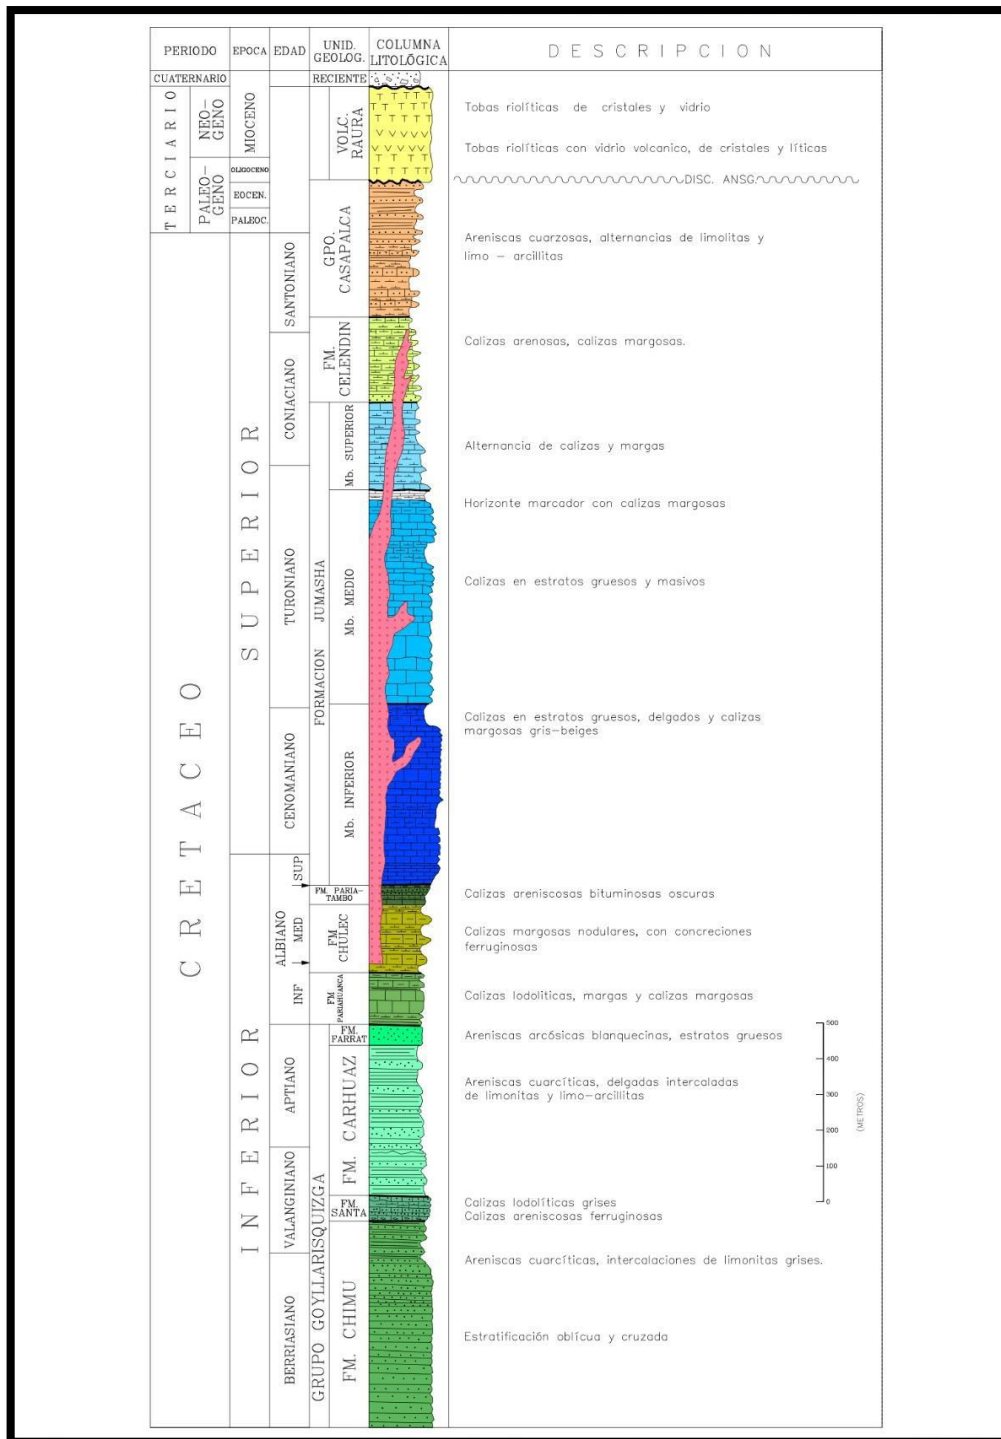 PERIODO
EPOCA
EDAD
UNID.
GEOLOG.
COLUMNA
LITOLÓGICA
DESCRIPCION
CUATERNARIO
RECIENTE
TERCIARIO
NEO-
GENO
PALEO-
GENO
MIOCENO
OLIGOCENO
EOCEN.
PALEOC.
VOLC.
RAURA
Tobas riolíticas de cristales y vidrio
Tobas riolíticas con vidrio volcanico, de cristales y líticas
DISC. ANSG.
GPO.
CASAPALCA
Areniscas cuarzosas, alternancias de limolitas y
limo – arcillitas
CRETACEO
SUPERIOR
SANTONIANO
CONIACIANO
TURONIANO
CENOMANIANO
FM.
CELENDIN
Calizas arenosas, calizas margosas.
FORMACION JUMASHA
Mb. SUPERIOR
Alternancia de calizas y margas
Horizonte marcador con calizas margosas
Mb. MEDIO
Calizas en estratos gruesos y masivos
Mb. INFERIOR
Calizas en estratos gruesos, delgados y calizas
margosas gris-beiges
INFERIOR
ALBIANO
SUP
MED
INF
FM. PARIA-
TAMBO
Calizas areniscosas bituminosas oscuras
FM
CHULEC
Calizas margosas nodulares, con concreciones
ferruginosas
FM
PARIAHUANCA
Calizas lodolíticas, margas y calizas margosas
APTIANO
VALANGINIANO
BERRIASIANO
GRUPO GOYLLARISQUIZGA
FM.
FARRAT
Areniscas arcósicas blanquecinas, estratos gruesos
FM. CARHUAZ
Areniscas cuarcíticas, delgadas intercaladas
de limonitas y limo-arcillitas
FM.
SANTA
Calizas lodolíticas grises
Calizas areniscosas ferruginosas
FM. CHIMU
Areniscas cuarcíticas, intercalaciones de limonitas grises.
Estratificación oblícua y cruzada
500
400
300
200
100
0
(METROS)